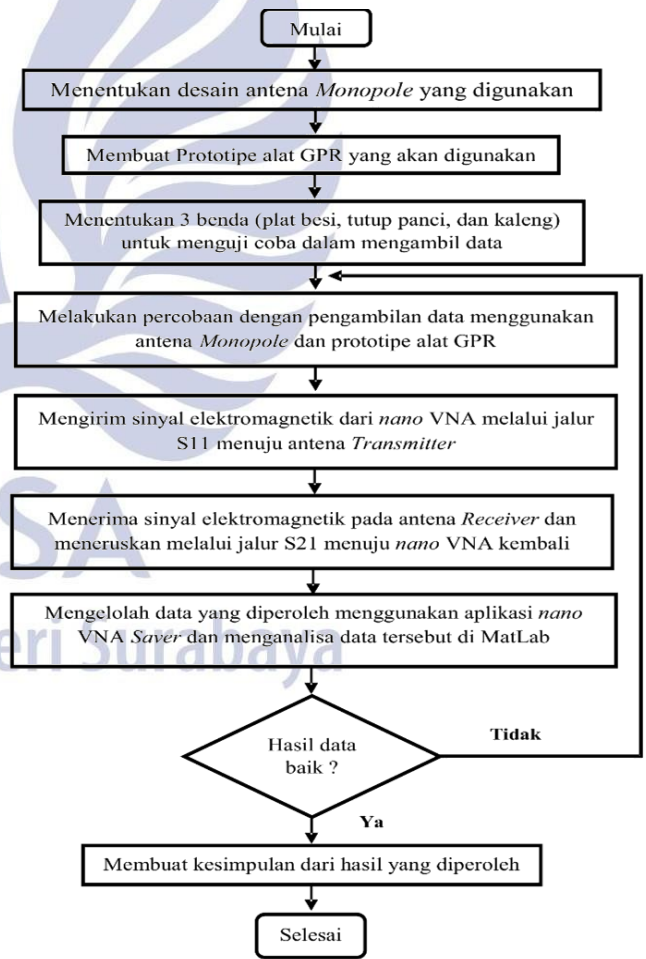 Mulai
Menentukan desain antena Monopole yang digunakan
Membuat Prototipe alat GPR yang akan digunakan
Menentukan 3 benda (plat besi, tutup panci, dan kaleng)
untuk menguji coba dalam mengambil data
Melakukan percobaan dengan pengambilan data menggunakan
antena Monopole dan prototipe alat GPR
Mengirim sinyal elektromagnetik dari nano VNA melalui jalur
S11 menuju antena Transmitter
Menerima sinyal elektromagnetik pada antena Receiver dan
meneruskan melalui jalur S21 menuju nano VNA kembali
SA
Mengelolah data yang diperoleh menggunakan aplikasi nano
VNA Saver dan menganalisa data tersebut di MatLab
eri Surabaya
Hasil data
baik ?
Tidak
Ya
Membuat kesimpulan dari hasil yang diperoleh
Selesai